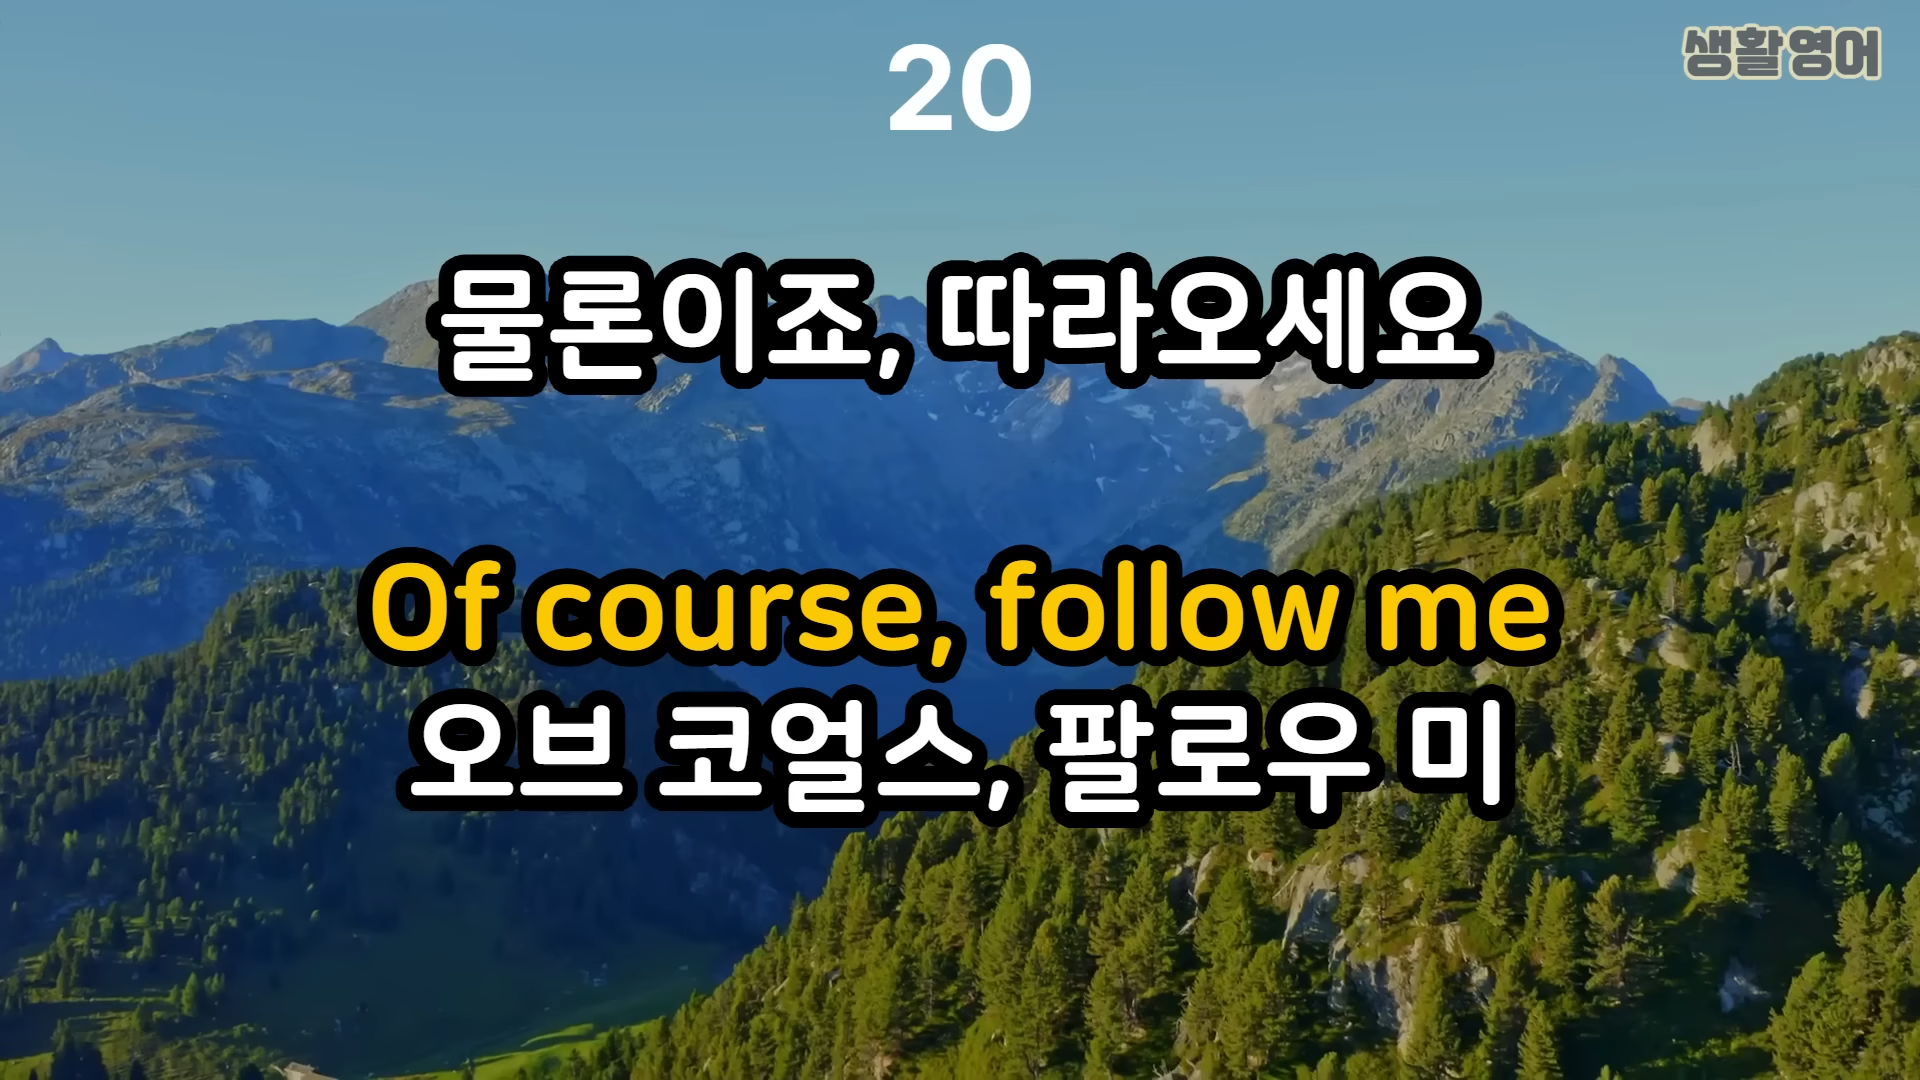 20
생활영어
물론이죠, 따라오세요
Of course, follow me
오브 코얼스, 팔로우 미